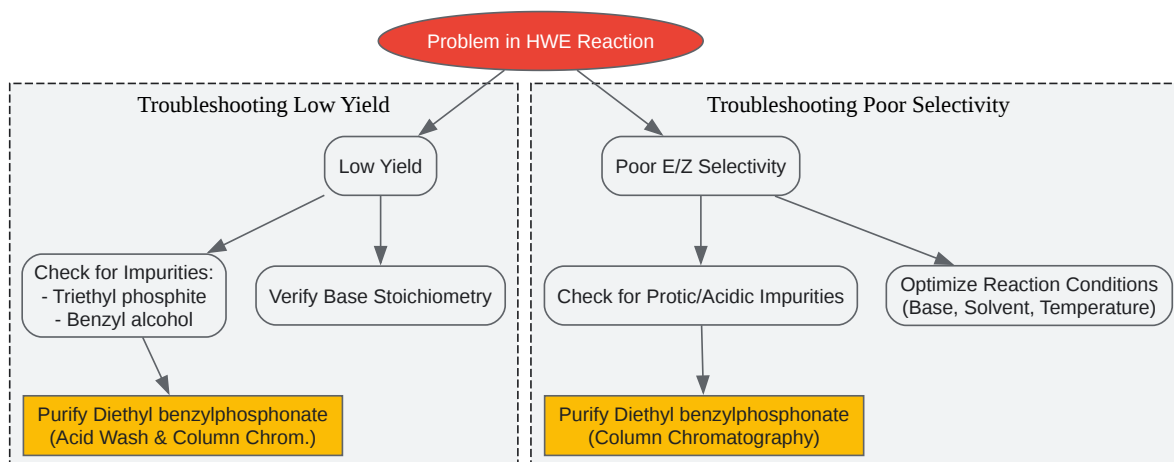 Problem in HWE Reaction
Troubleshooting Low Yield
Troubleshooting Poor Selectivity
Low Yield
Poor E/Z Selectivity
Check for Impurities:
- Triethyl phosphite
- Benzyl alcohol
Verify Base Stoichiometry
Check for Protic/Acidic Impurities
Optimize Reaction Conditions
(Base, Solvent, Temperature)
Purify Diethyl benzylphosphonate
(Acid Wash & Column Chrom.)
Purify Diethyl benzylphosphonate
(Column Chromatography)